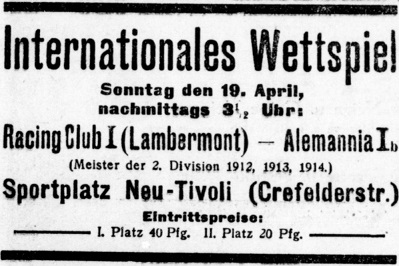 Internationales Wettspiel
Sonntag den 19. April,
nachmittags 3½ Uhr:
Racing Club I (Lambermont) — Alemannia I b
(Meister der 2. Division 1912, 1913, 1914.)
Sportplatz Neu-Tivoli (Crefelderstr.)
Eintrittspreise:
I. Platz 40 Pfg. II. Platz 20 Pfg.